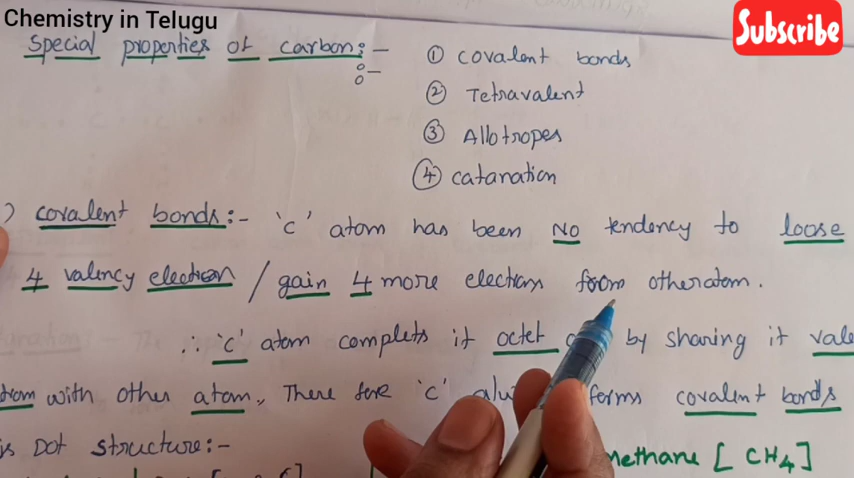 Chemistry in Telugu
Subscribe
Special properties of carbon:-
① covalent bonds
② Tetravalent
③ Allotropes
④ catanation
) covalent bonds:- 'c' atom has been NO tendency to loose
4 valency electron / gain 4 more electrons from other atom.
∴ 'c' atom complets it octet by sharing it vale
with other atom, There fore 'c' forms covalent bonds
is Dot structure:-
methane [ CH4 ]